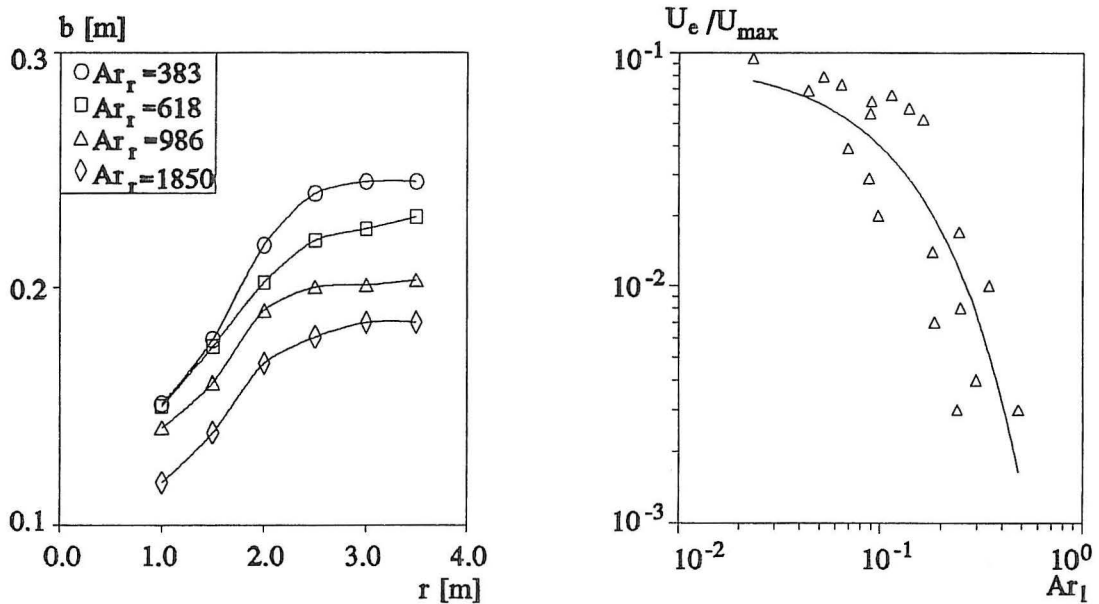 b [m]
0.3
Ar_r=383
Ar_r=618
Ar_r=986
Ar_r=1850
0.2
0.1
0.0 1.0 2.0 3.0 4.0
r [m]
U_e/U_max
10^-1
10^-2
10^-3
10^-2 10^-1 10^0
Ar_l